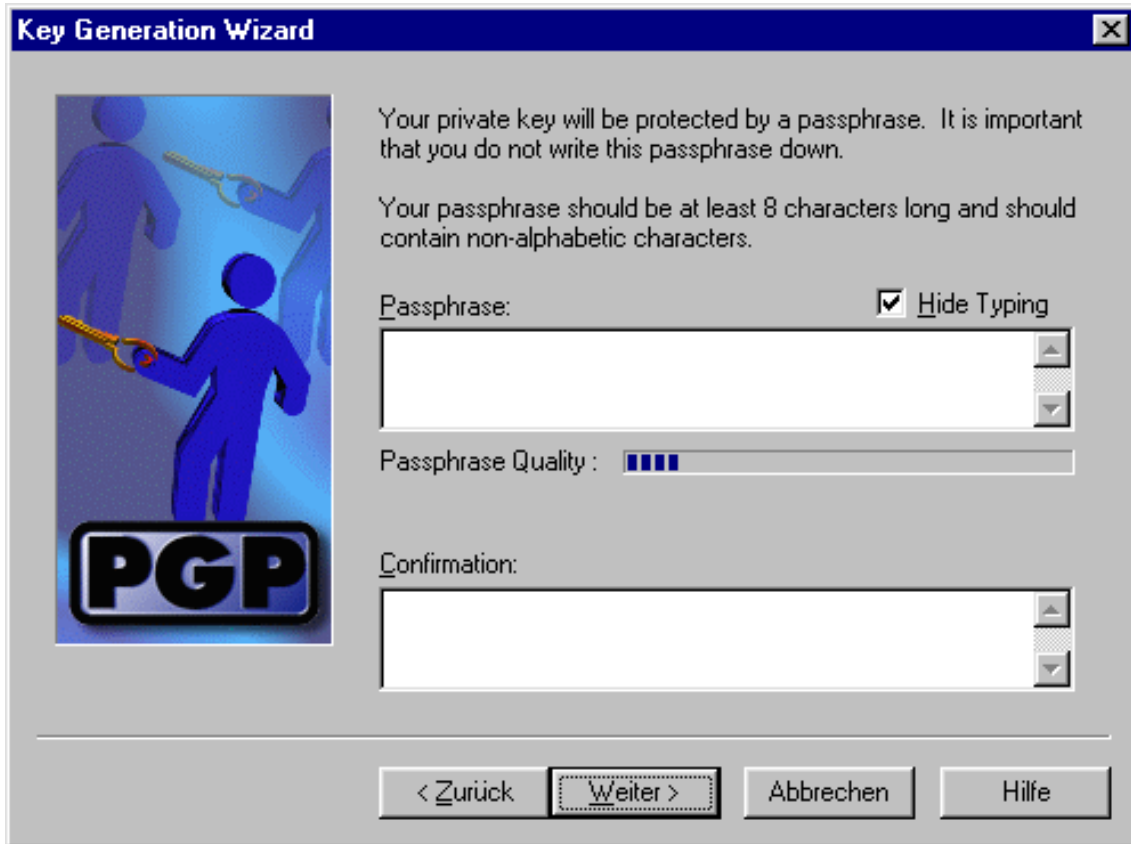 Key Generation Wizard
Your private key will be protected by a passphrase.  It is important
that you do not write this passphrase down.
Your passphrase should be at least 8 characters long and should
contain non-alphabetic characters.
Passphrase: Hide Typing
Passphrase Quality :
PGP
Confirmation:
< Zurück Weiter > Abbrechen Hilfe